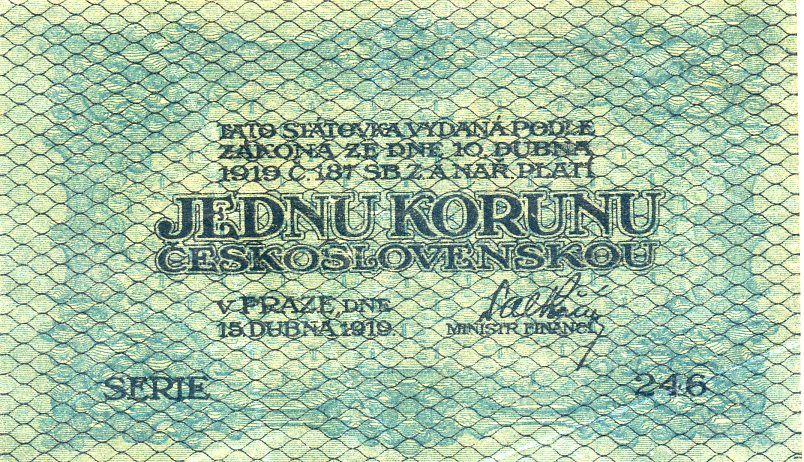 TATO STÁTOVKA VYDANÁ PODLE
ZÁKONA ZE DNE 10. DUBNA
1919 Č. 187 SB. Z. A NAŘ. PLATÍ
JEDNU KORUNU
ČESKOSLOVENSKOU
V PRAZE, DNE
15. DUBNA 1919.
MINISTR FINANCÍ
SERIE 246